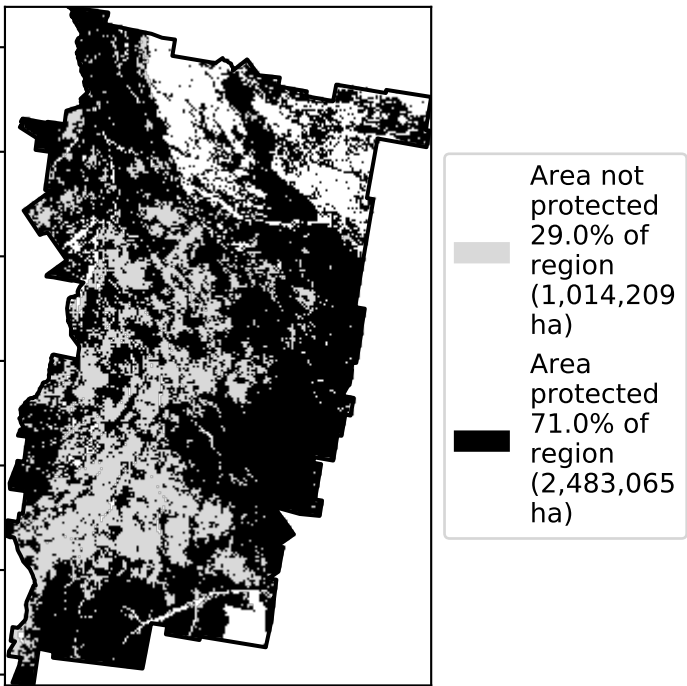 Area not
protected
29.0% of
region
(1,014,209
ha)
Area
protected
71.0% of
region
(2,483,065
ha)